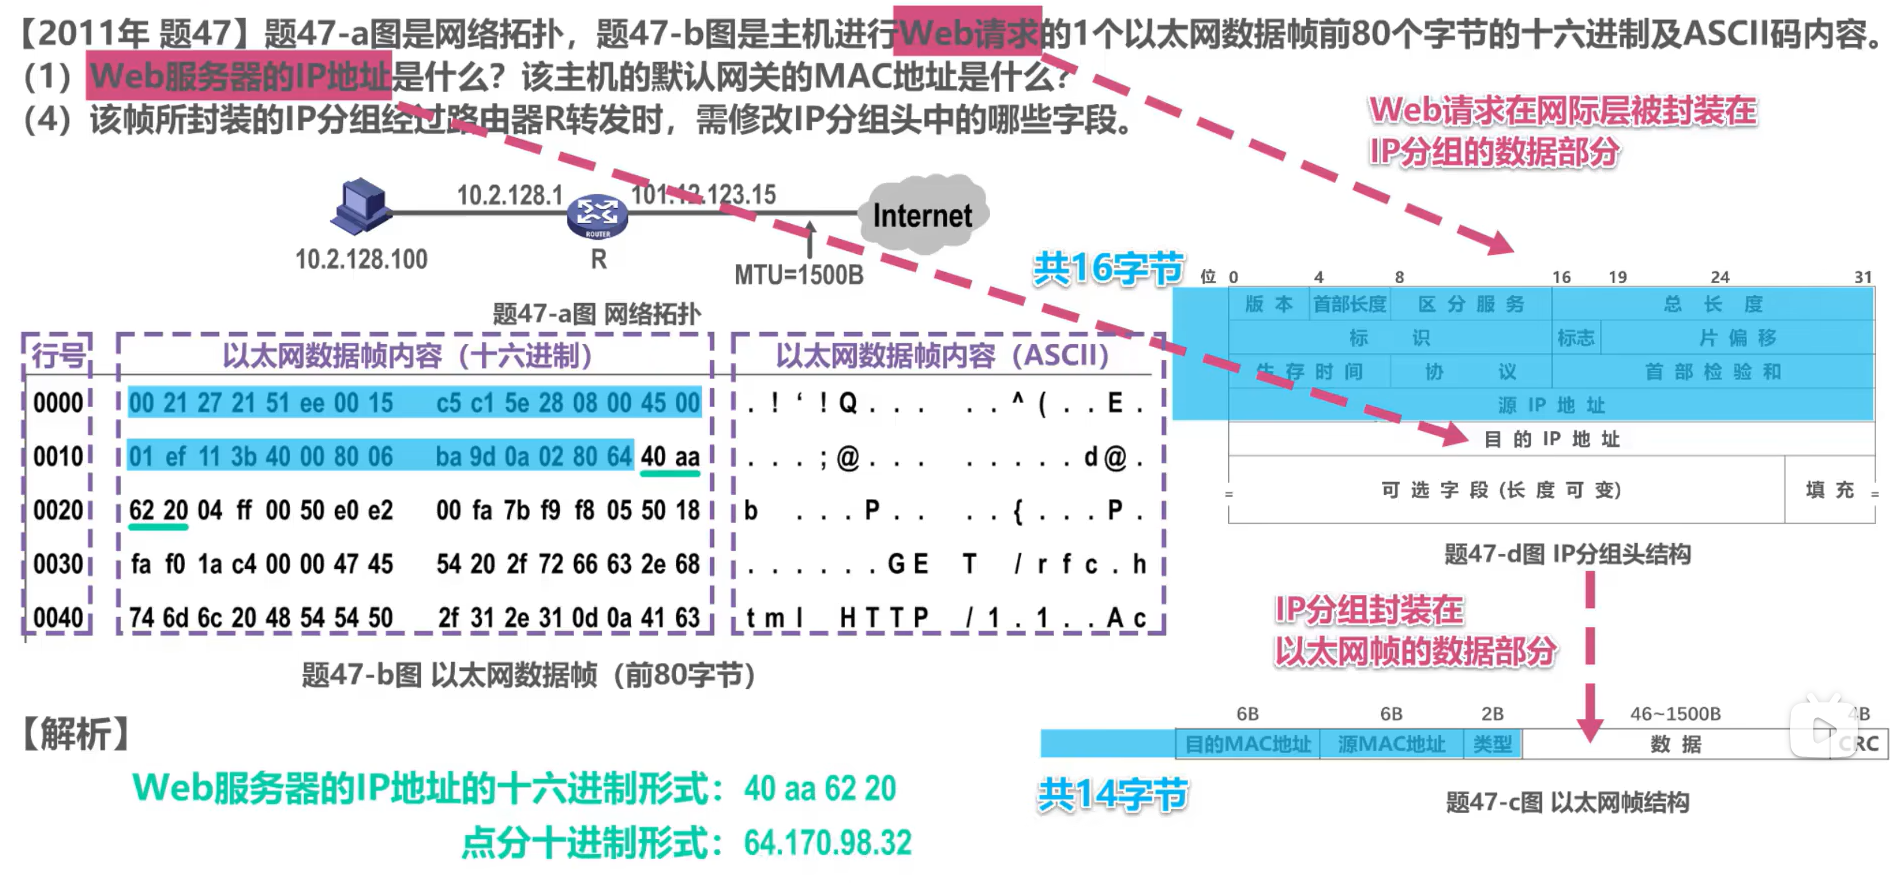 【2011年 题47】题47-a图是网络拓扑，题47-b图是主机进行Web请求的1个以太网数据帧前80个字节的十六进制及ASCII码内容。
（1）Web服务器的IP地址是什么？该主机的默认网关的MAC地址是什么？
（4）该帧所封装的IP分组经过路由器R转发时，需修改IP分组头中的哪些字段。
Web请求在网际层被封装在
IP分组的数据部分
10.2.128.1
101.12.123.15
Internet
ROUTER
10.2.128.100
R
MTU=1500B
题47-a图 网络拓扑
共16字节
位 0 4 8 16 19 24 31
版 本 首部长度 区 分 服 务 总 长 度
标 识 标志 片 偏 移
生 存 时 间 协 议 首 部 检 验 和
源 IP 地 址
目 的 IP 地 址
可 选 字 段 (长 度 可 变) 填 充
题47-d图 IP分组头结构
行号 以太网数据帧内容（十六进制） 以太网数据帧内容（ASCII）
0000 00 21 27 21 51 ee 00 15 c5 c1 5e 28 08 00 45 00 . ! ‘ ! Q . . . . . ^ ( . . E .
0010 01 ef 11 3b 40 00 80 06 ba 9d 0a 02 80 64 40 aa . . . ; @ . . . . . . . . d @ .
0020 62 20 04 ff 00 50 e0 e2 00 fa 7b f9 f8 05 50 18 b . . . P . . . . { . . . P .
0030 fa f0 1a c4 00 00 47 45 54 20 2f 72 66 63 2e 68 . . . . . . G E T / r f c . h
0040 74 6d 6c 20 48 54 54 50 2f 31 2e 31 0d 0a 41 63 t m l H T T P / 1 . 1 . . A c
题47-b图 以太网数据帧（前80字节）
IP分组封装在
以太网帧的数据部分
6B 6B 2B 46~1500B 4B
目的MAC地址 源MAC地址 类型 数 据 CRC
共14字节
题47-c图 以太网帧结构
【解析】
Web服务器的IP地址的十六进制形式：40 aa 62 20
点分十进制形式：64.170.98.32